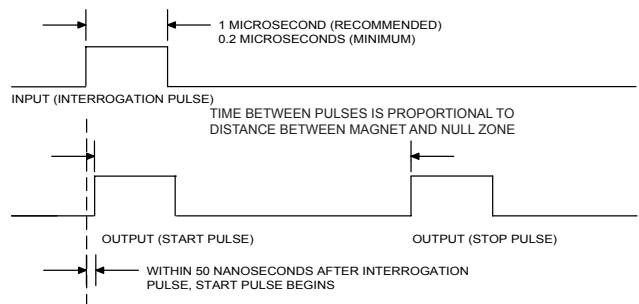 1 MICROSECOND (RECOMMENDED)
0.2 MICROSECONDS (MINIMUM)
INPUT (INTERROGATION PULSE)
TIME BETWEEN PULSES IS PROPORTIONAL TO
DISTANCE BETWEEN MAGNET AND NULL ZONE
OUTPUT (START PULSE)
OUTPUT (STOP PULSE)
WITHIN 50 NANOSECONDS AFTER INTERROGATION
PULSE, START PULSE BEGINS